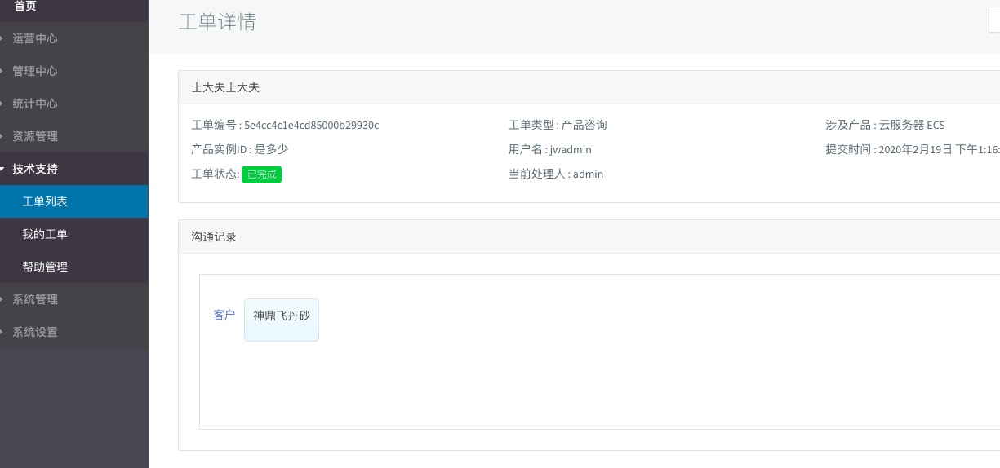 首页
运营中心
管理中心
统计中心
资源管理
技术支持
工单列表
我的工单
帮助管理
系统管理
系统设置
工单详情
士大夫士大夫
工单编号 : 5e4cc4c1e4cd85000b29930c
工单类型 : 产品咨询
涉及产品 : 云服务器 ECS
产品实例ID : 是多少
用户名 : jwadmin
提交时间 : 2020年2月19日 下午1:16:
工单状态: 已完成
当前处理人 : admin
沟通记录
客户
神鼎飞丹砂